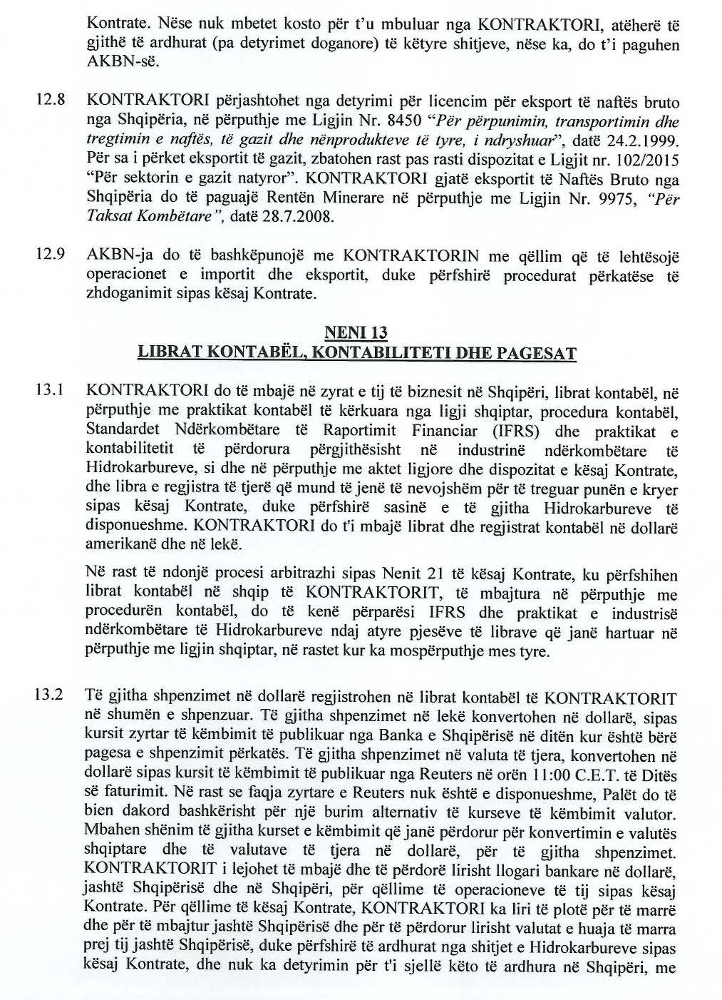 Kontrate. Nëse nuk mbetet kosto për t’u mbuluar nga KONTRAKTORI, atëherë të
gjithë të ardhurat (pa detyrimet doganore) të këtyre shitjeve, nëse ka, do t’i paguhen
AKBN-së.
12.8 KONTRAKTORI përjashtohet nga detyrimi për licencim për eksport të naftës bruto
nga Shqipëria, në përputhje me Ligjin Nr. 8450 “Për përpunimin, transportimin dhe
tregtimin e naftës, të gazit dhe nënprodukteve të tyre, i ndryshuar”, datë 24.2.1999.
Për sa i përket eksportit të gazit, zbatohen rast pas rasti dispozitat e Ligjit nr. 102/2015
“Për sektorin e gazit natyror”. KONTRAKTORI gjatë eksportit të Naftës Bruto nga
Shqipëria do të paguajë Rentën Minerare në përputhje me Ligjin Nr. 9975, “Për
Taksat Kombëtare”, datë 28.7.2008.
12.9 AKBN-ja do të bashkëpunojë me KONTRAKTORIN me qëllim që të lehtësojë
operacionet e importit dhe eksportit, duke përfshirë procedurat përkatëse të
zhdoganimit sipas kësaj Kontrate.
NENI 13
LIBRAT KONTABËL, KONTABILITETI DHE PAGESAT
13.1 KONTRAKTORI do të mbajë në zyrat e tij të biznesit në Shqipëri, librat kontabël, në
përputhje me praktikat kontabël të kërkuara nga ligji shqiptar, procedura kontabël,
Standardet Ndërkombëtare të Raportimit Financiar (IFRS) dhe praktikat e
kontabilitetit të përdorura përgjithësisht në industrinë ndërkombëtare të
Hidrokarbureve, si dhe në përputhje me aktet ligjore dhe dispozitat e kësaj Kontrate,
dhe libra e regjistra të tjerë që mund të jenë të nevojshëm për të treguar punën e kryer
sipas kësaj Kontrate, duke përfshirë sasinë e të gjitha Hidrokarbureve të
disponueshme. KONTRAKTORI do t'i mbajë librat dhe regjistrat kontabël në dollarë
amerikanë dhe në lekë.
Në rast të ndonjë procesi arbitrazhi sipas Nenit 21 të kësaj Kontrate, ku përfshihen
librat kontabël në shqip të KONTRAKTORIT, të mbajtura në përputhje me
procedurën kontabël, do të kenë përparësi IFRS dhe praktikat e industrisë
ndërkombëtare të Hidrokarbureve ndaj atyre pjesëve të librave që janë hartuar në
përputhje me ligjin shqiptar, në rastet kur ka mospërputhje mes tyre.
13.2 Të gjitha shpenzimet në dollarë regjistrohen në librat kontabël të KONTRAKTORIT
në shumën e shpenzuar. Të gjitha shpenzimet në lekë konvertohen në dollarë, sipas
kursit zyrtar të këmbimit të publikuar nga Banka e Shqipërisë në ditën kur është bërë
pagesa e shpenzimit përkatës. Të gjitha shpenzimet në valuta të tjera, konvertohen në
dollarë sipas kursit të këmbimit të publikuar nga Reuters në orën 11:00 C.E.T. të Ditës
së faturimit. Në rast se faqja zyrtare e Reuters nuk është e disponueshme, Palët do të
bien dakord bashkërisht për një burim alternativ të kurseve të këmbimit valutor.
Mbahen shënim të gjitha kurset e këmbimit që janë përdorur për konvertimin e valutës
shqiptare dhe të valutave të tjera në dollarë, për të gjitha shpenzimet.
KONTRAKTORIT i lejohet të mbajë dhe të përdorë lirisht llogari bankare në dollarë,
jashtë Shqipërisë dhe në Shqipëri, për qëllime të operacioneve të tij sipas kësaj
Kontrate. Për qëllime të kësaj Kontrate, KONTRAKTORI ka liri të plotë për të marrë
dhe për të mbajtur jashtë Shqipërisë dhe për të përdorur lirisht valutat e huaja të marra
prej tij jashtë Shqipërisë, duke përfshirë të ardhurat nga shitjet e Hidrokarbureve sipas
kësaj Kontrate, dhe nuk ka detyrimin për t'i sjellë këto të ardhura në Shqipëri, me